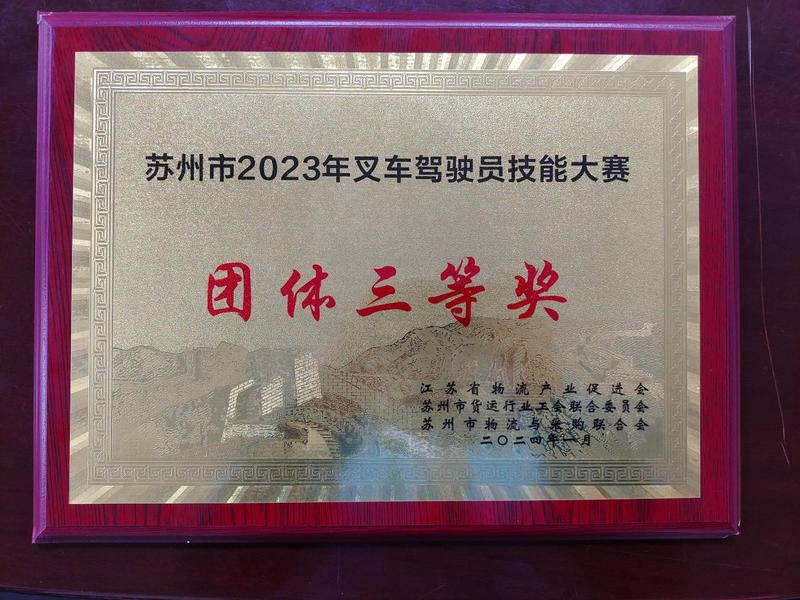 苏州市2023年叉车驾驶员技能大赛
团体三等奖
江苏省物流产业促进会
苏州市货运行业工会联合委员会
苏州市物流与采购联合会
二〇二四年一月